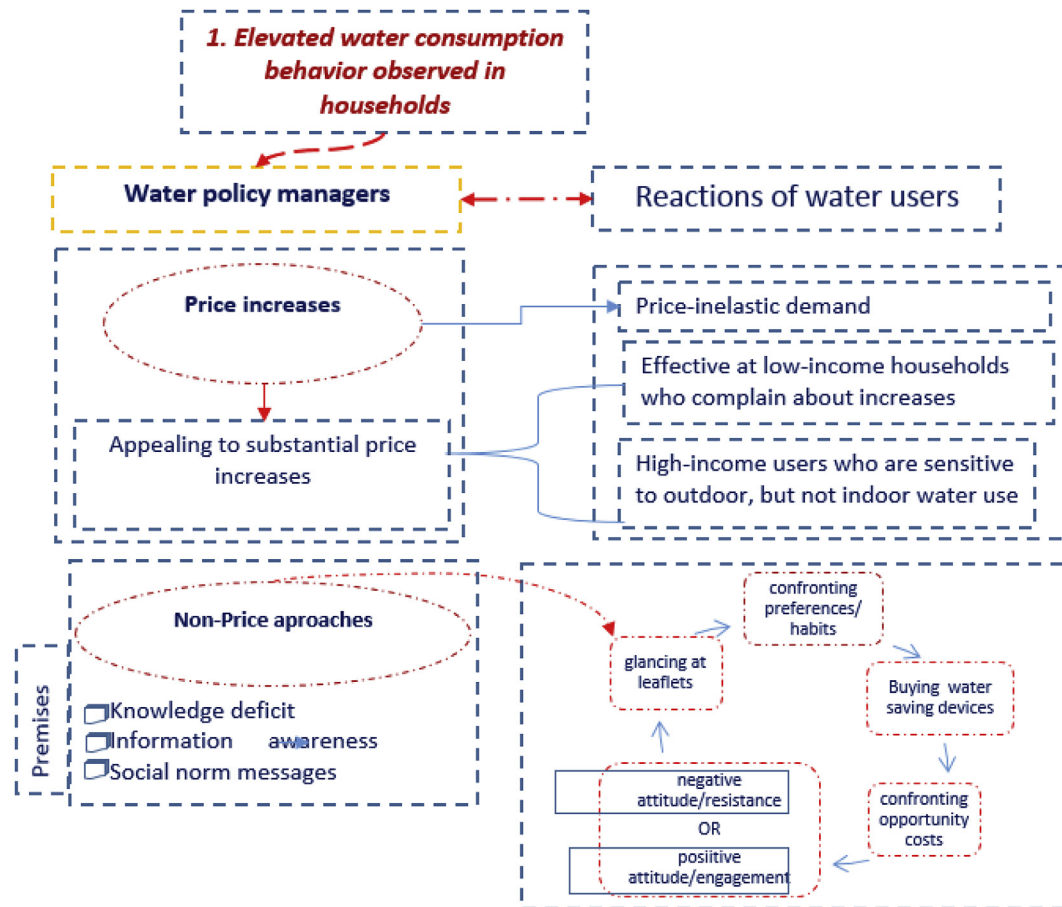 1. Elevated water consumption
behavior observed in
households
Water policy managers
Reactions of water users
Price increases
Price-inelastic demand
Effective at low-income households
who complain about increases
Appealing to substantial price
increases
High-income users who are sensitive
to outdoor, but not indoor water use
Non-Price aproaches
Premises
Knowledge deficit
Information awareness
Social norm messages
glancing at
leaflets
confronting
preferences/
habits
Buying water
saving devices
confronting
opportunity
costs
negative
attitude/resistance
OR
posiitive
attitude/engagement